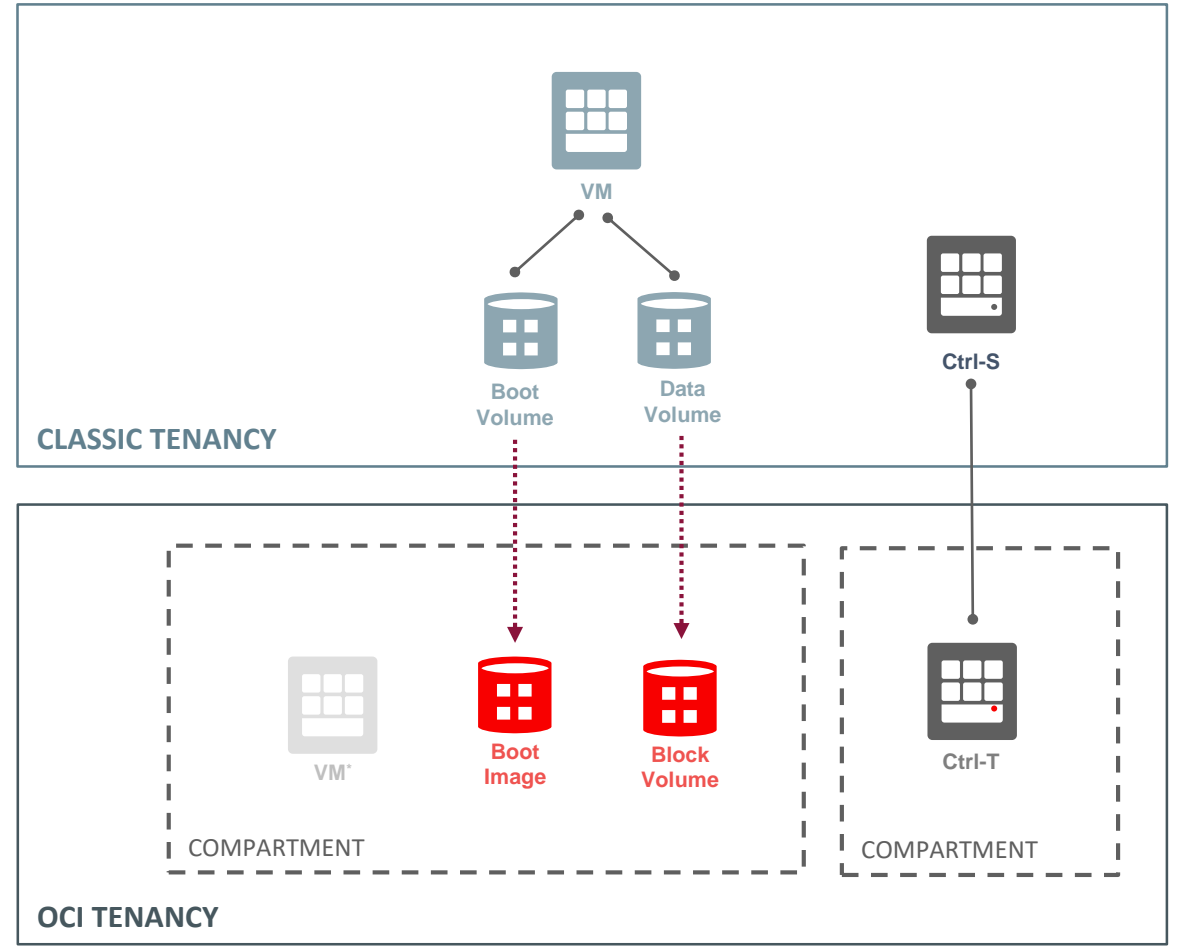 VM
Ctrl-S
Boot
Volume
Data
Volume
CLASSIC TENANCY
Boot
Image
Block
Volume
VM*
Ctrl-T
COMPARTMENT
COMPARTMENT
OCI TENANCY